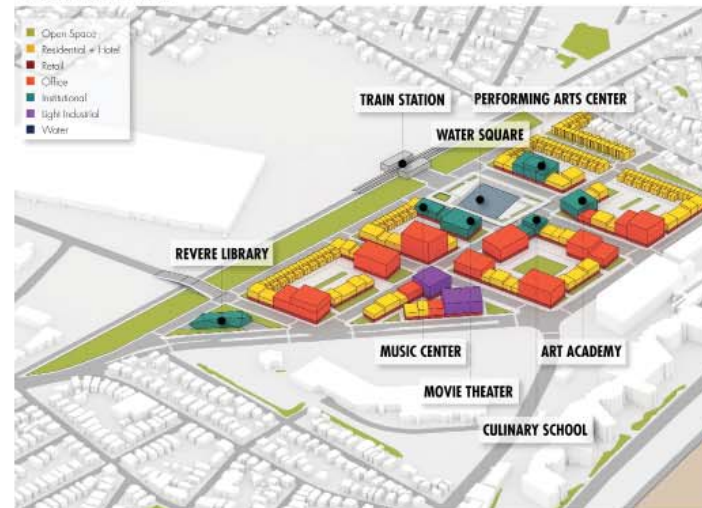 Open Space
Residential + Hotel
Retail
Office
Institutional
Light Industrial
Water
TRAIN STATION
PERFORMING ARTS CENTER
WATER SQUARE
REVERE LIBRARY
MUSIC CENTER
ART ACADEMY
MOVIE THEATER
CULINARY SCHOOL